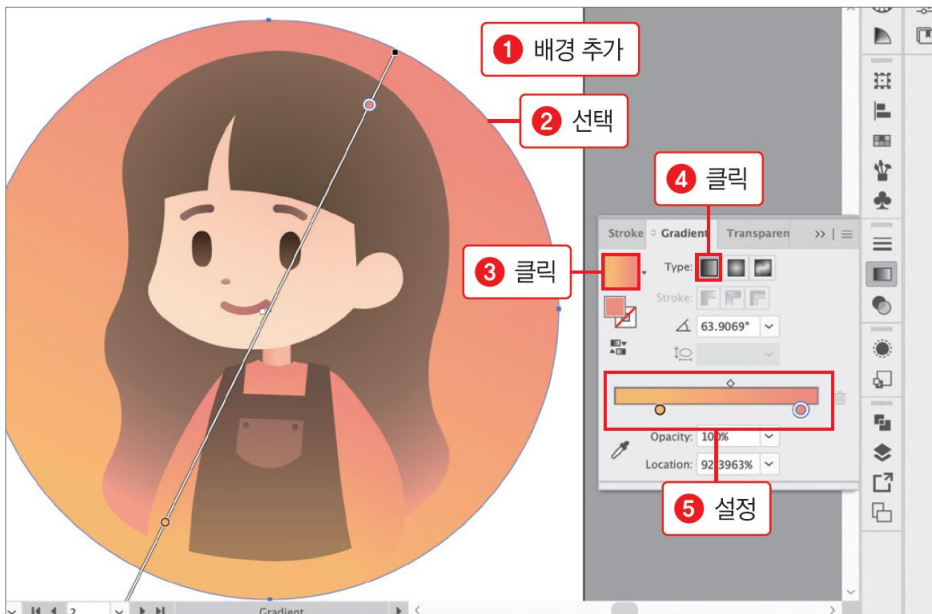 1 배경 추가
2 선택
4 클릭
Stroke Gradient Transparen
3 클릭
Type:
Stroke:
63.9069°
Opacity: 100%
Location: 92.3963%
5 설정
2 Gradient